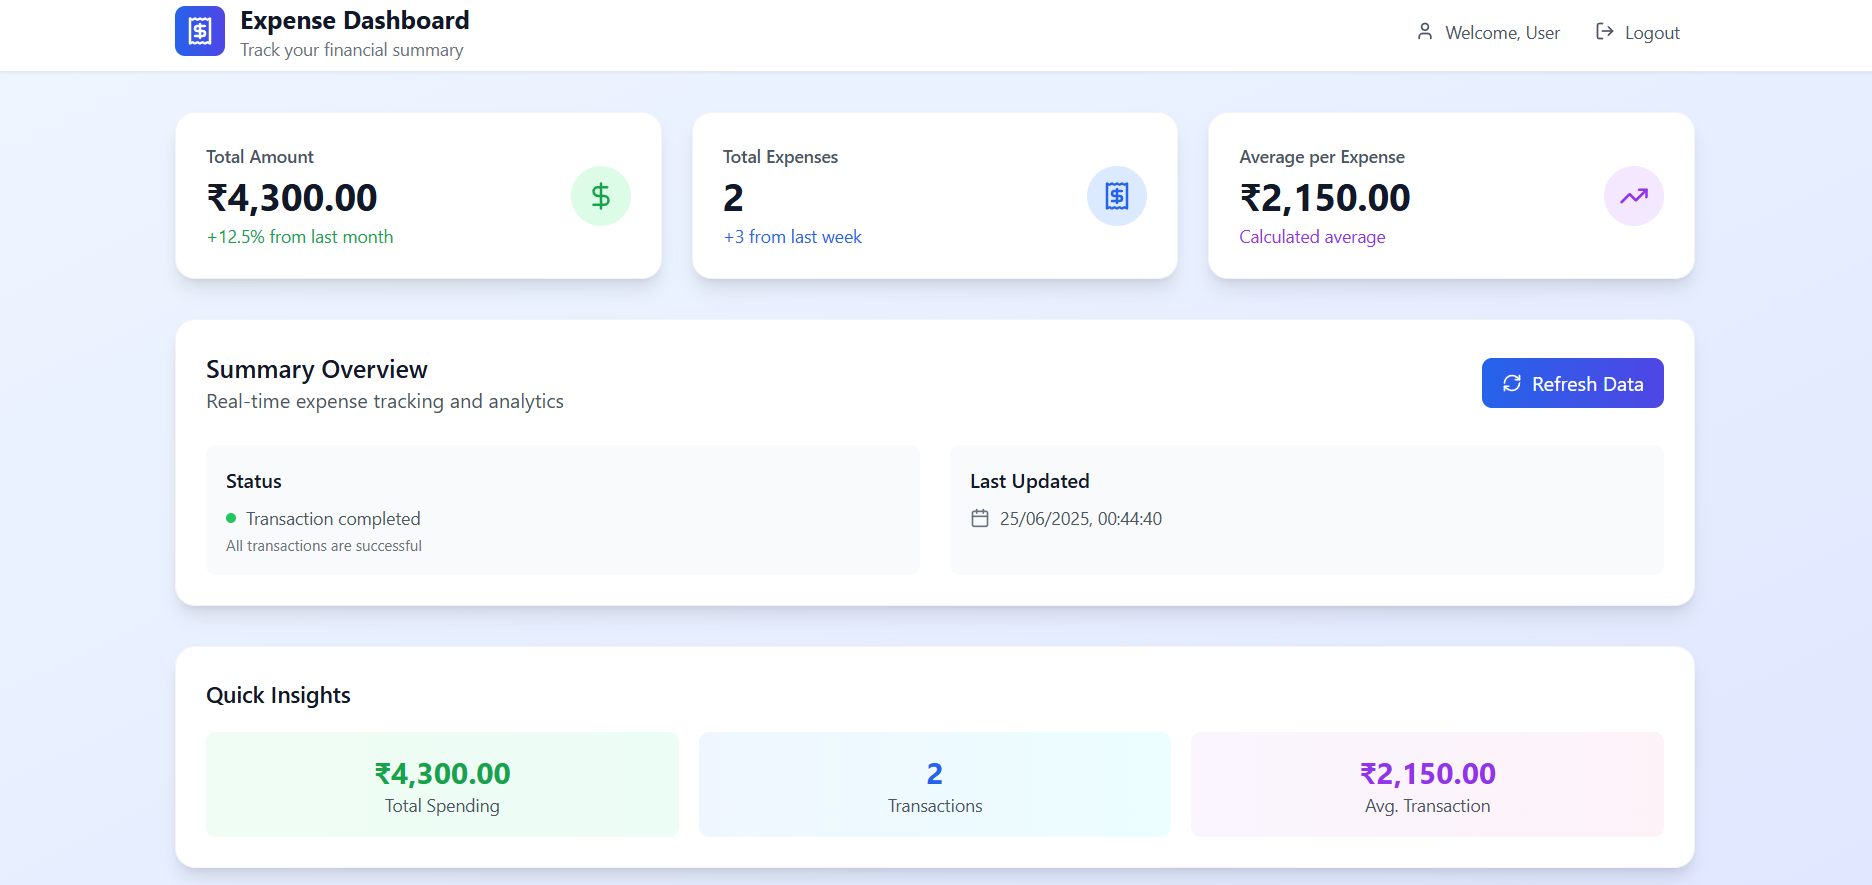 Expense Dashboard
Track your financial summary
Welcome, User
Logout
Total Amount
₹4,300.00
+12.5% from last month
Total Expenses
2
+3 from last week
Average per Expense
₹2,150.00
Calculated average
Summary Overview
Real-time expense tracking and analytics
Refresh Data
Status
Transaction completed
All transactions are successful
Last Updated
25/06/2025, 00:44:40
Quick Insights
₹4,300.00
Total Spending
2
Transactions
₹2,150.00
Avg. Transaction